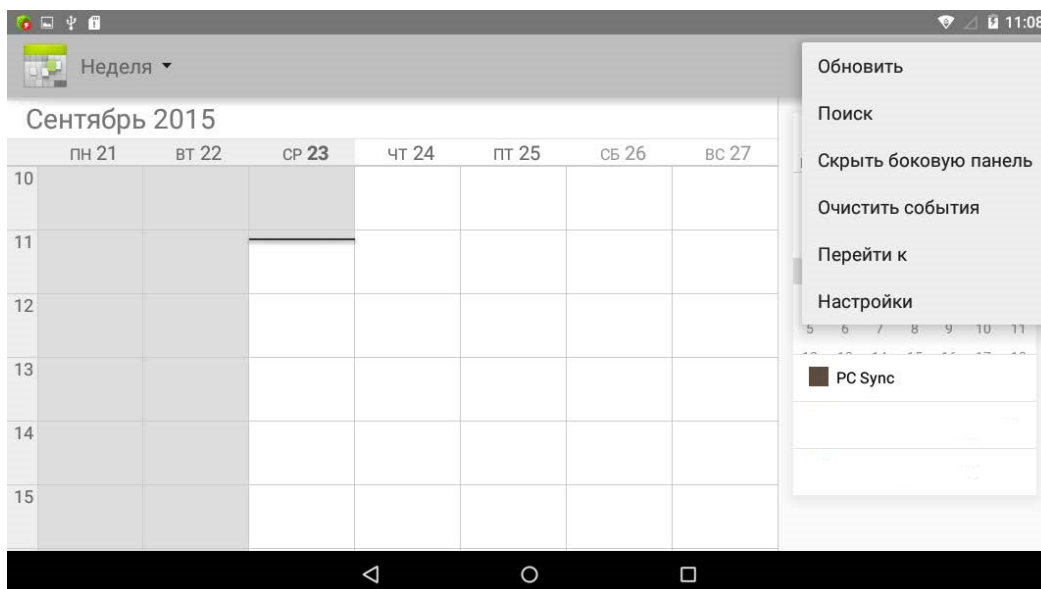 11:08
Неделя
Обновить
Поиск
Скрыть боковую панель
Очистить события
Перейти к
Настройки
Сентябрь 2015
ПН 21 ВТ 22 СР 23 ЧТ 24 ПТ 25 СБ 26 ВС 27
10
11
12
13
14
15
5 6 7 8 9 10 11
PC Sync